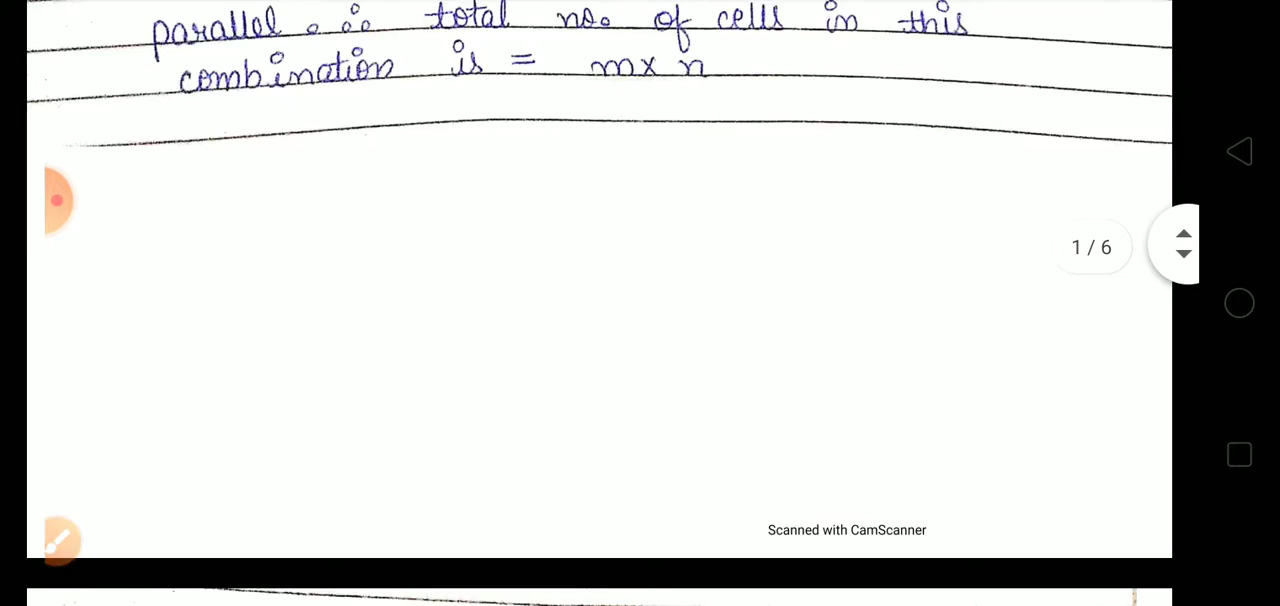 parallel. ∴ total no. of cells in this
combination is = m x n
1 / 6
Scanned with CamScanner